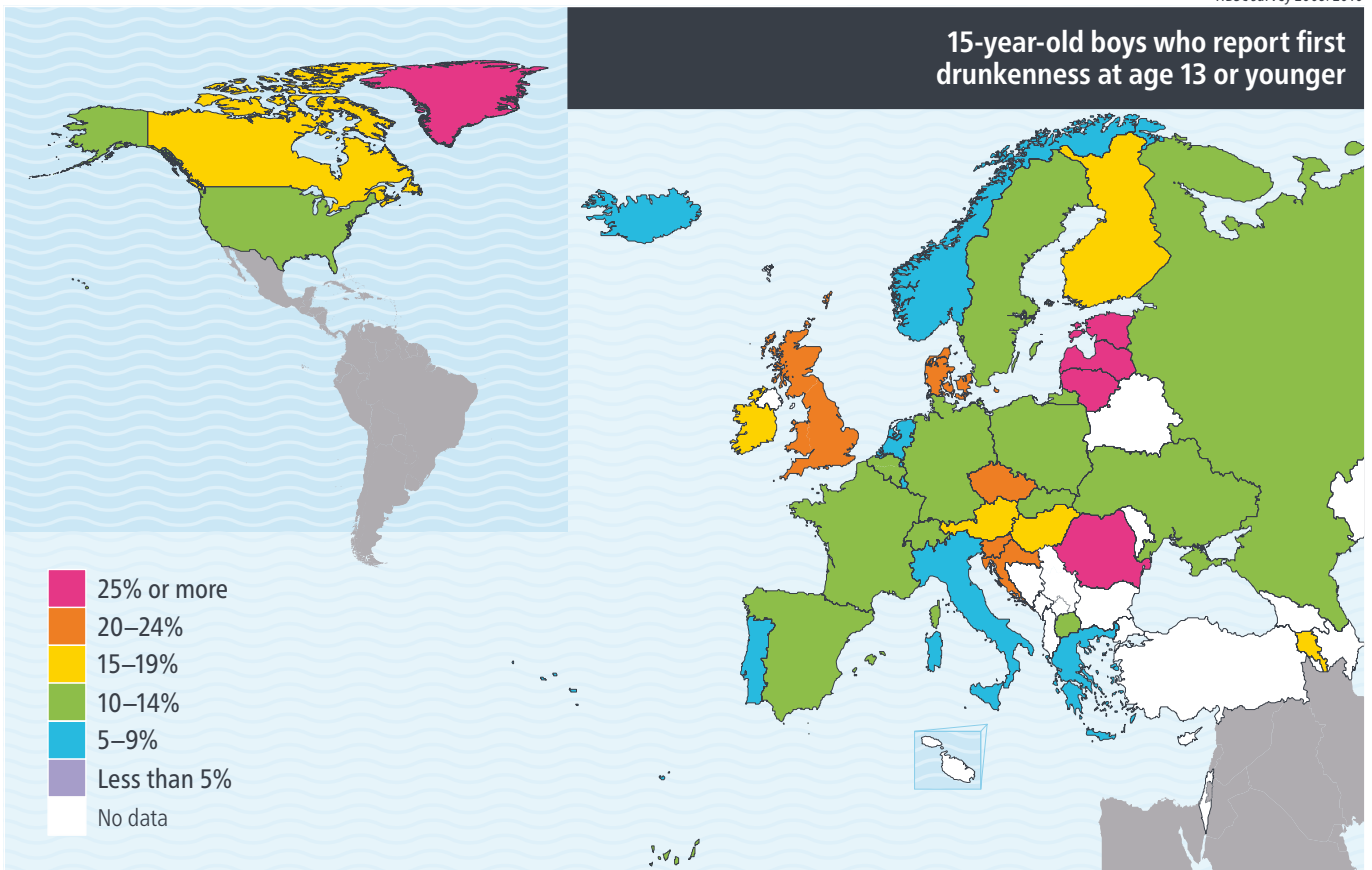 15-year-old boys who report first
drunkenness at age 13 or younger
25% or more
20–24%
15–19%
10–14%
5–9%
Less than 5%
No data